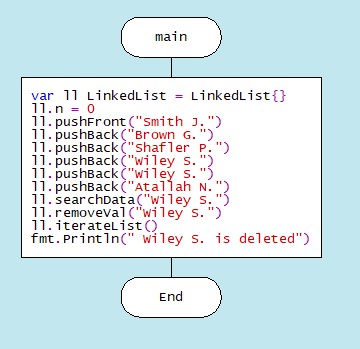 main
var ll LinkedList = LinkedList{}
ll.n = 0
ll.pushFront("Smith J.")
ll.pushBack("Brown G.")
ll.pushBack("Shafler P.")
ll.pushBack("Wiley S.")
ll.pushBack("Wiley S.")
ll.pushBack("Atallah N.")
ll.searchData("Wiley S.")
ll.removeVal("Wiley S.")
ll.iterateList()
fmt.Println(" Wiley S. is deleted")
End